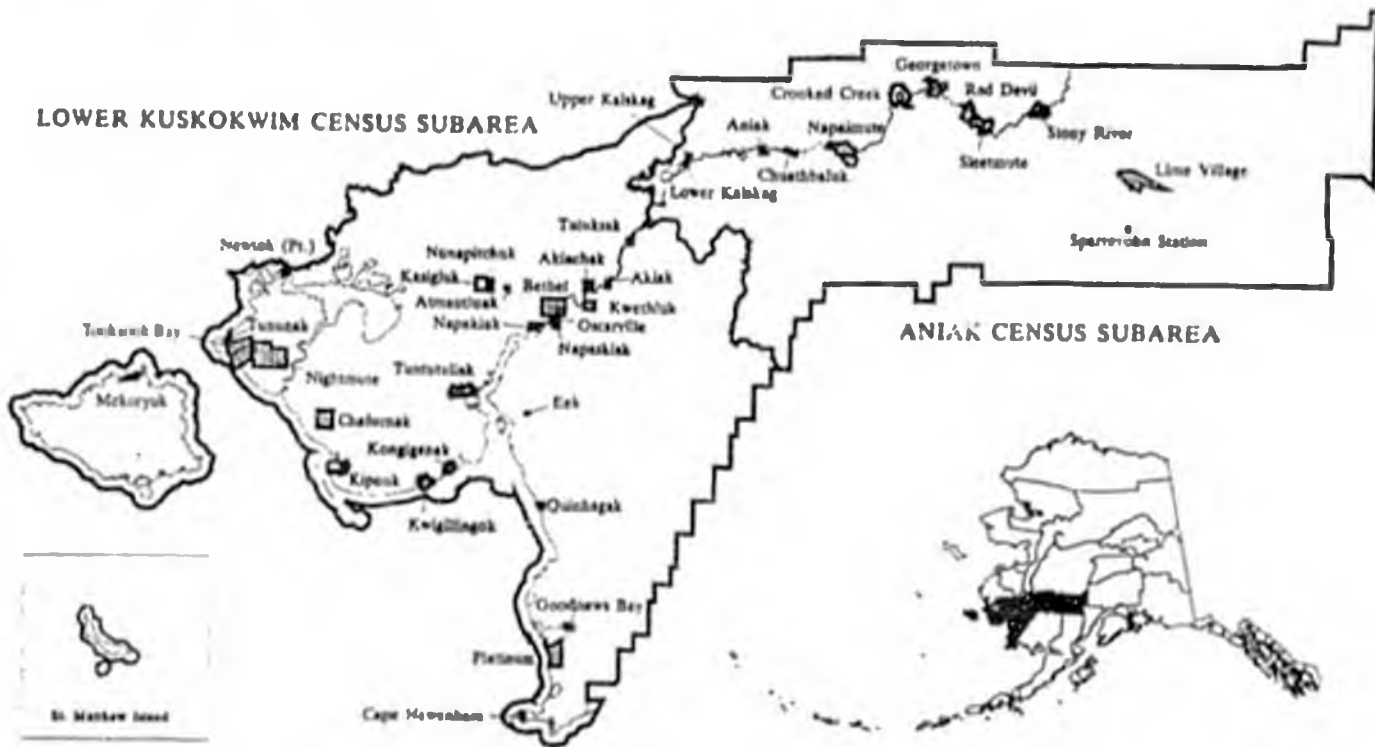 LOWER KUSKOKWIM CENSUS SUBAREA
Upper Kalskag
Georgetown
Crooked Creek
Red Devil
Aniak
Napaimute
Stony River
Chuathbaluk
Sleetmute
Lime Village
Lower Kalskag
Sparrevohn Station
Tuluksak
Newtok (Pt.)
Nunapitchuk
Akiachak
Kasigluk
Bethel
Akiak
Atmautluak
Kwethluk
ANIAK CENSUS SUBAREA
Tununak
Napakiak
Oscarville
Napaskiak
Nightmute
Tuntutuliak
Mekoryuk
Eek
Chefornak
Kongiganak
Kipnuk
Quinhagak
Kwigillingok
Goodnews Bay
Platinum
Cape Newenham
St. Matthew Island